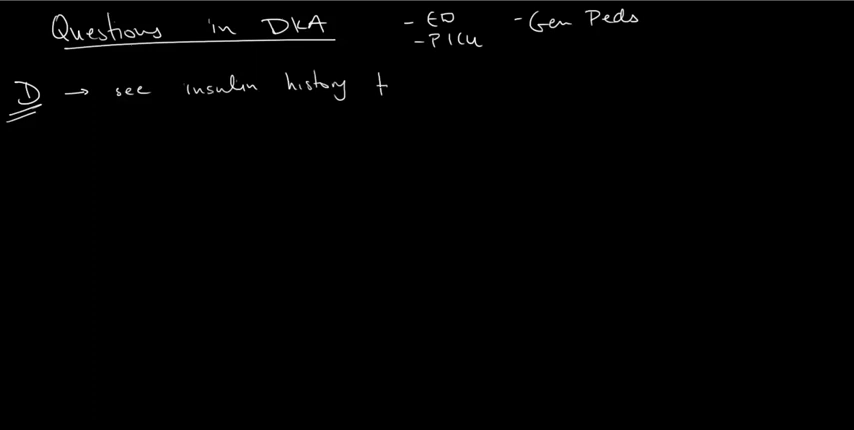 Questions in DKA
- ED
- PICU
- Gen Peds
D → see insulin history +